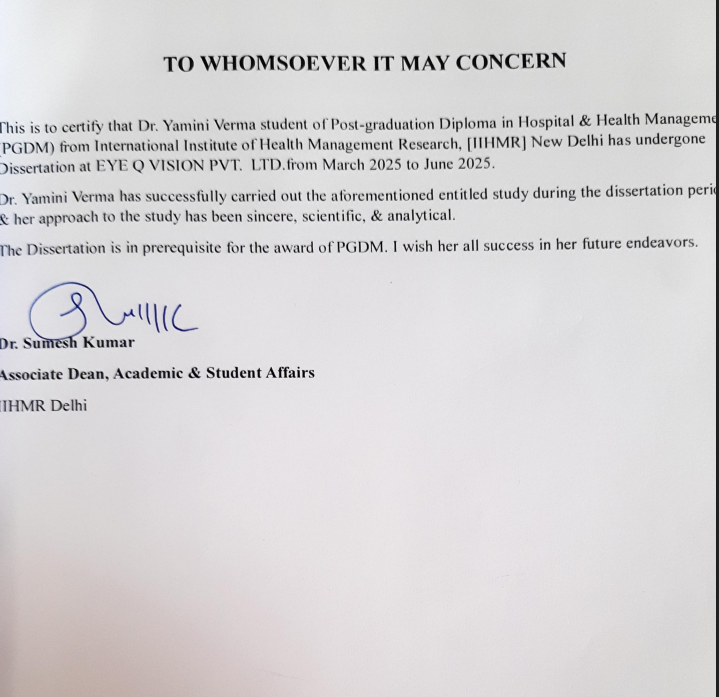 TO WHOMSOEVER IT MAY CONCERN
This is to certify that Dr. Yamini Verma student of Post-graduation Diploma in Hospital & Health Manageme
(PGDM) from International Institute of Health Management Research, [IIHMR] New Delhi has undergone
Dissertation at EYE Q VISION PVT. LTD.from March 2025 to June 2025.
Dr. Yamini Verma has successfully carried out the aforementioned entitled study during the dissertation perio
& her approach to the study has been sincere, scientific, & analytical.
The Dissertation is in prerequisite for the award of PGDM. I wish her all success in her future endeavors.
Dr. Sumesh Kumar
Associate Dean, Academic & Student Affairs
IIHMR Delhi